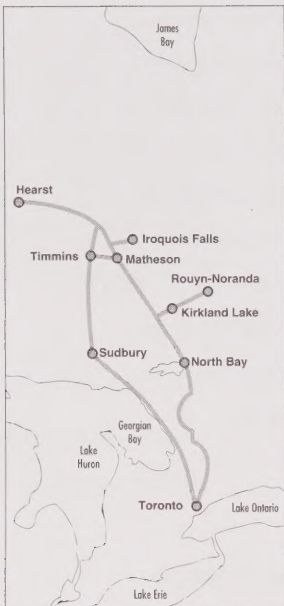 James
Bay
Hearst
Iroquois Falls
Timmins
Matheson
Rouyn-Noranda
Kirkland Lake
Sudbury
North Bay
Georgian
Bay
Lake
Huron
Toronto
Lake Ontario
Lake Erie